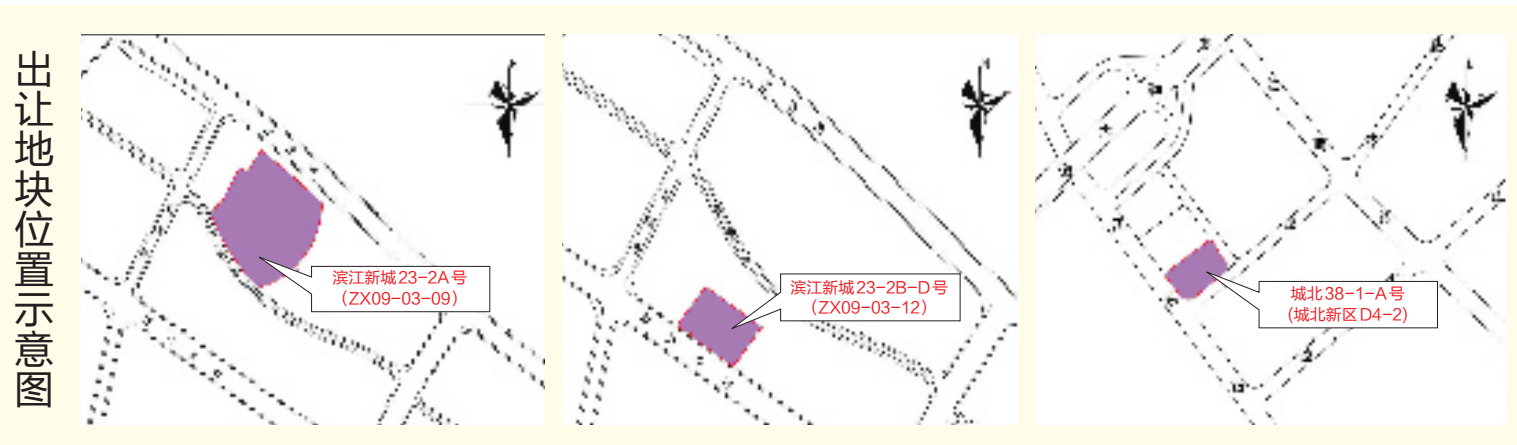 出让地块位置示意图
滨江新城23-2A号
（ZX09-03-09）
滨江新城23-2B-D号
（ZX09-03-12）
城北38-1-A号
(城北新区D4-2)